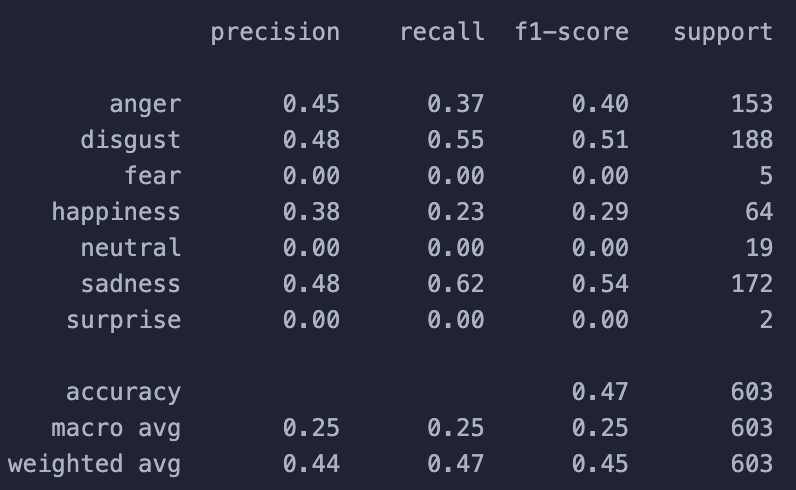 precision recall f1-score support
anger 0.45 0.37 0.40 153
disgust 0.48 0.55 0.51 188
fear 0.00 0.00 0.00 5
happiness 0.38 0.23 0.29 64
neutral 0.00 0.00 0.00 19
sadness 0.48 0.62 0.54 172
surprise 0.00 0.00 0.00 2
accuracy 0.47 603
macro avg 0.25 0.25 0.25 603
weighted avg 0.44 0.47 0.45 603